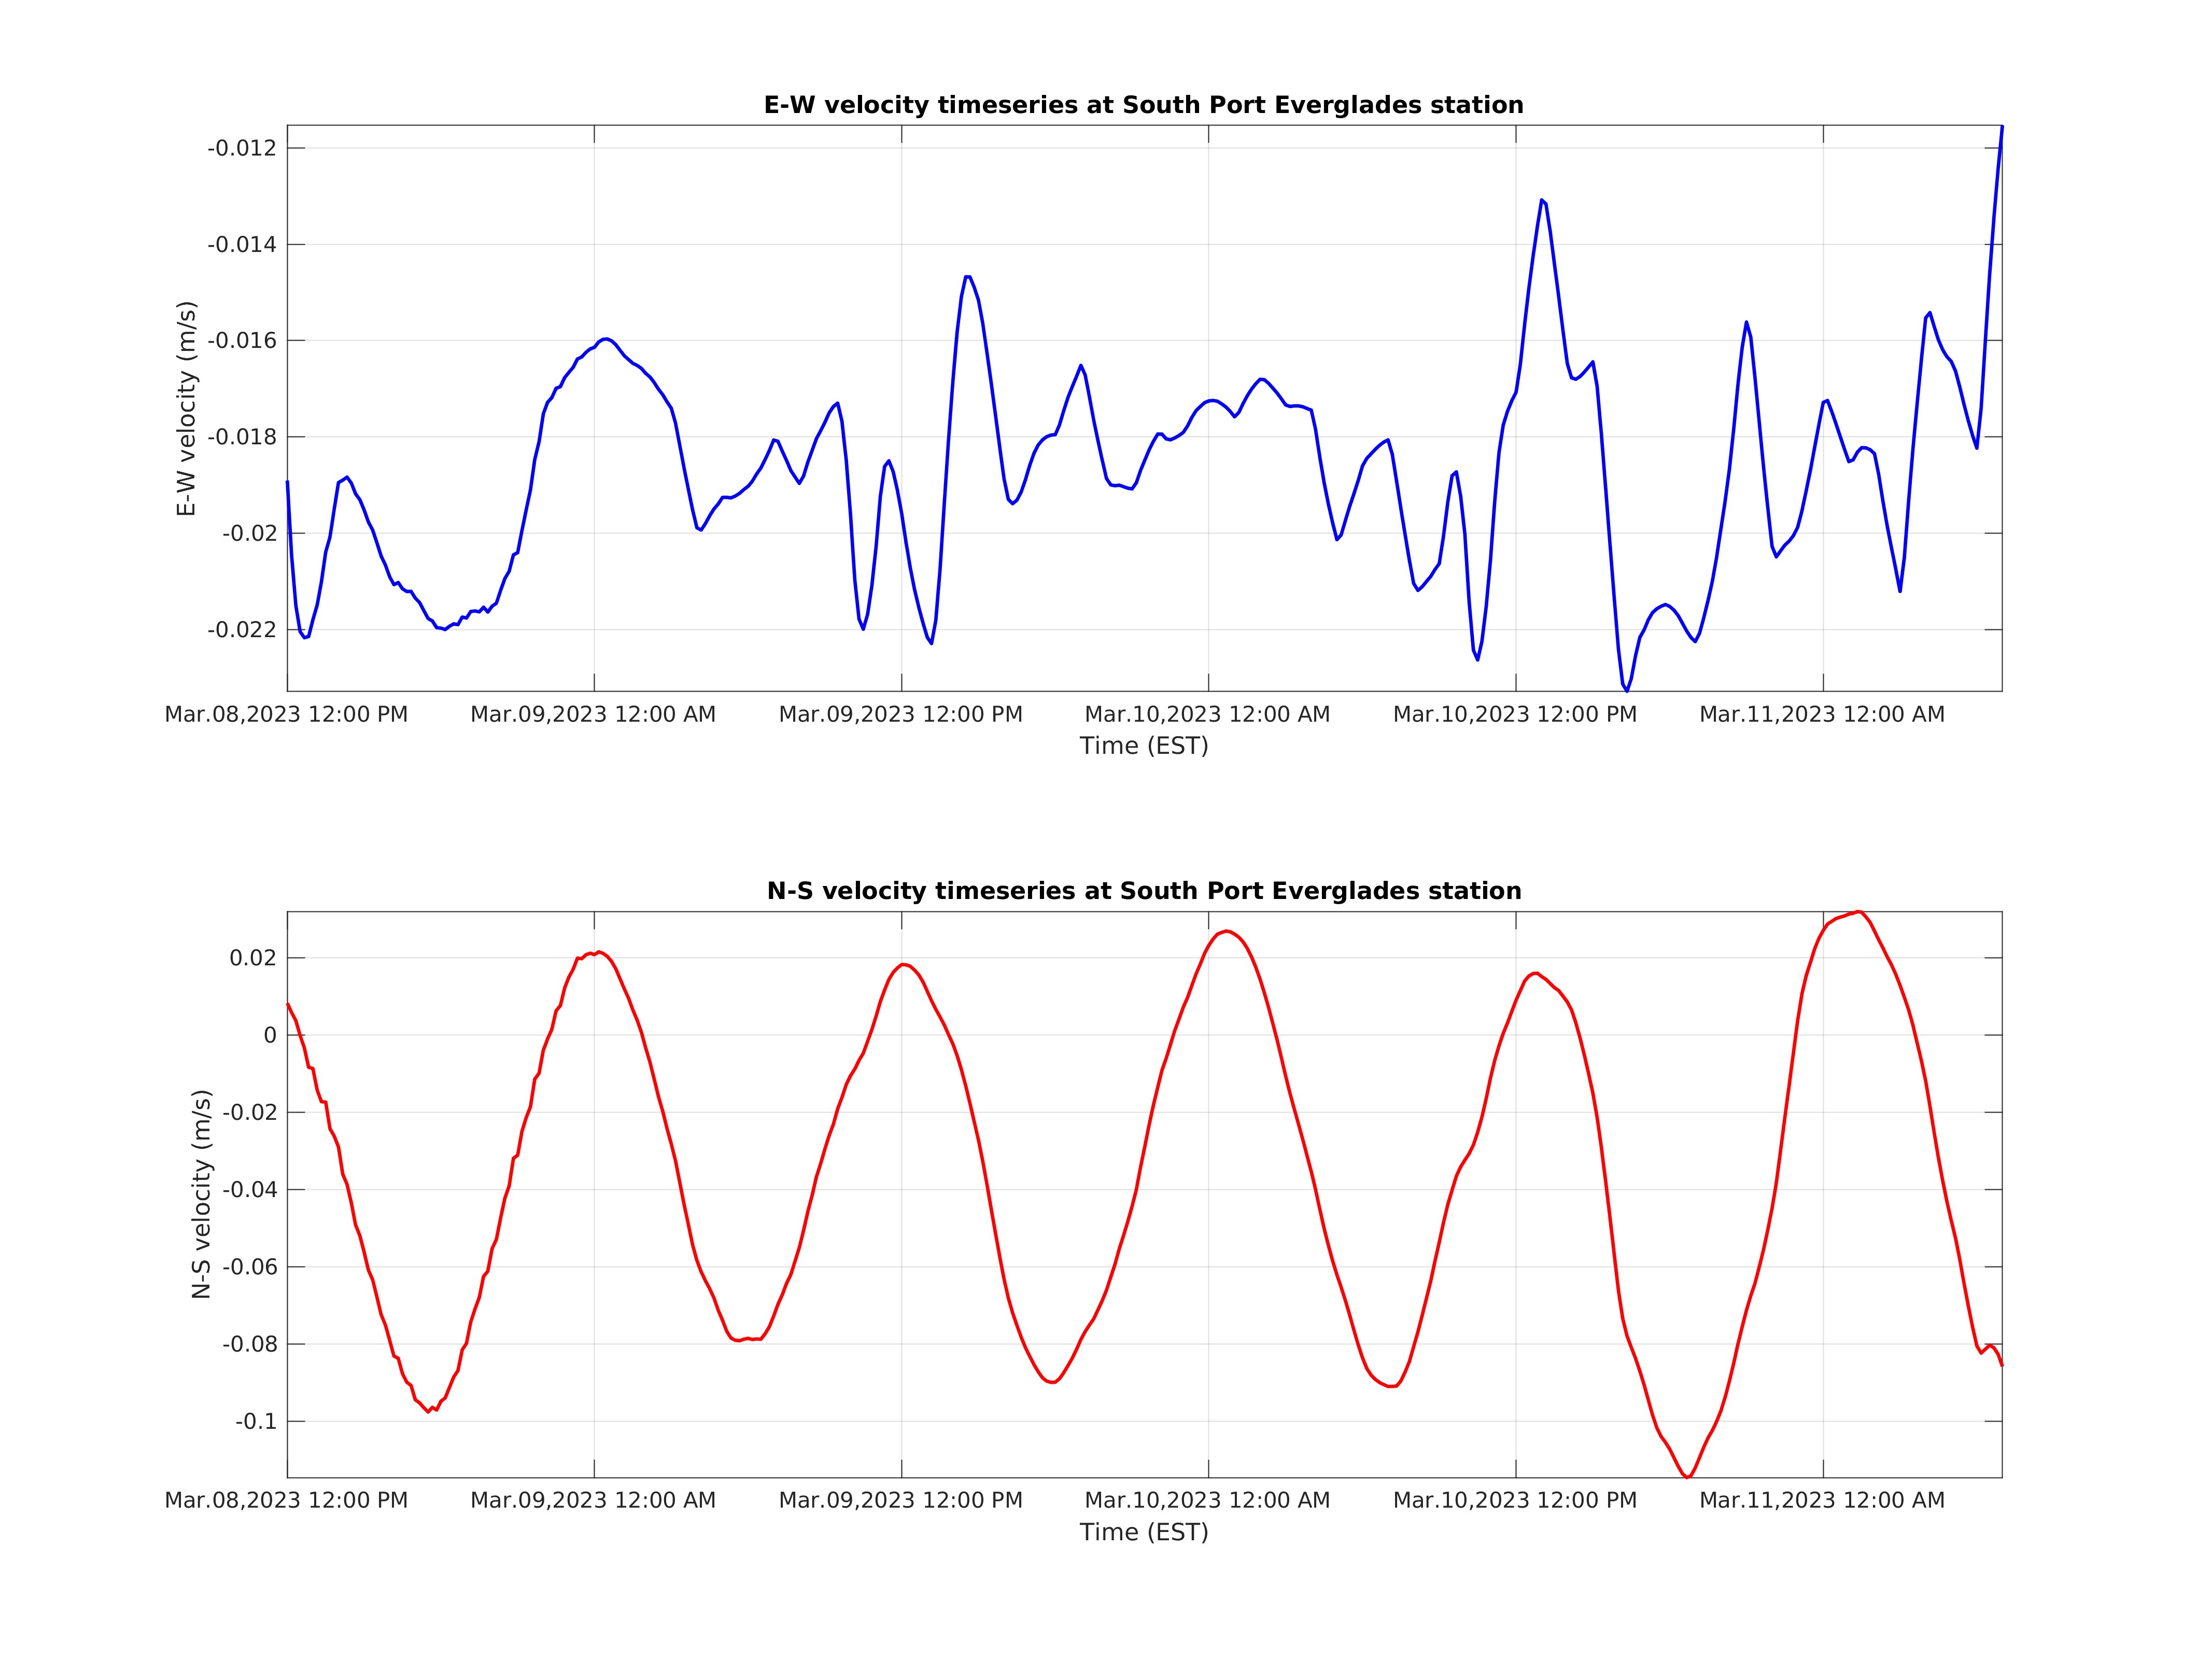 E-W velocity timeseries at South Port Everglades station
-0.012
-0.014
-0.016
-0.018
-0.02
-0.022
E-W velocity (m/s)
Mar.08,2023 12:00 PM Mar.09,2023 12:00 AM Mar.09,2023 12:00 PM Mar.10,2023 12:00 AM Mar.10,2023 12:00 PM Mar.11,2023 12:00 AM
Time (EST)
N-S velocity timeseries at South Port Everglades station
0.02
0
-0.02
-0.04
-0.06
-0.08
-0.1
N-S velocity (m/s)
Mar.08,2023 12:00 PM Mar.09,2023 12:00 AM Mar.09,2023 12:00 PM Mar.10,2023 12:00 AM Mar.10,2023 12:00 PM Mar.11,2023 12:00 AM
Time (EST)